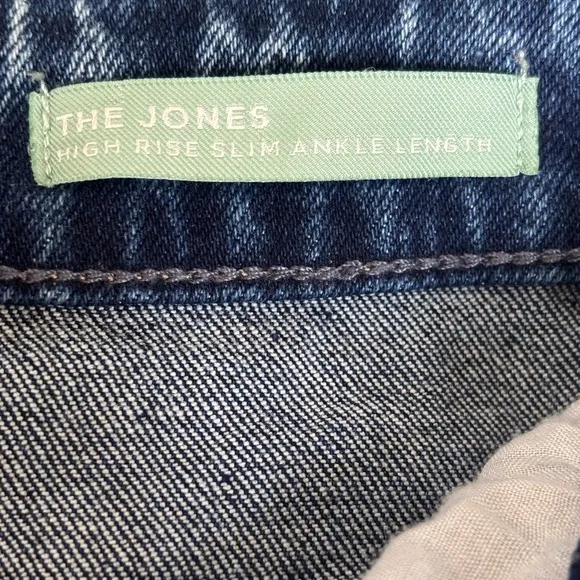 THE JONES
HIGH RISE SLIM ANKLE LENGTH